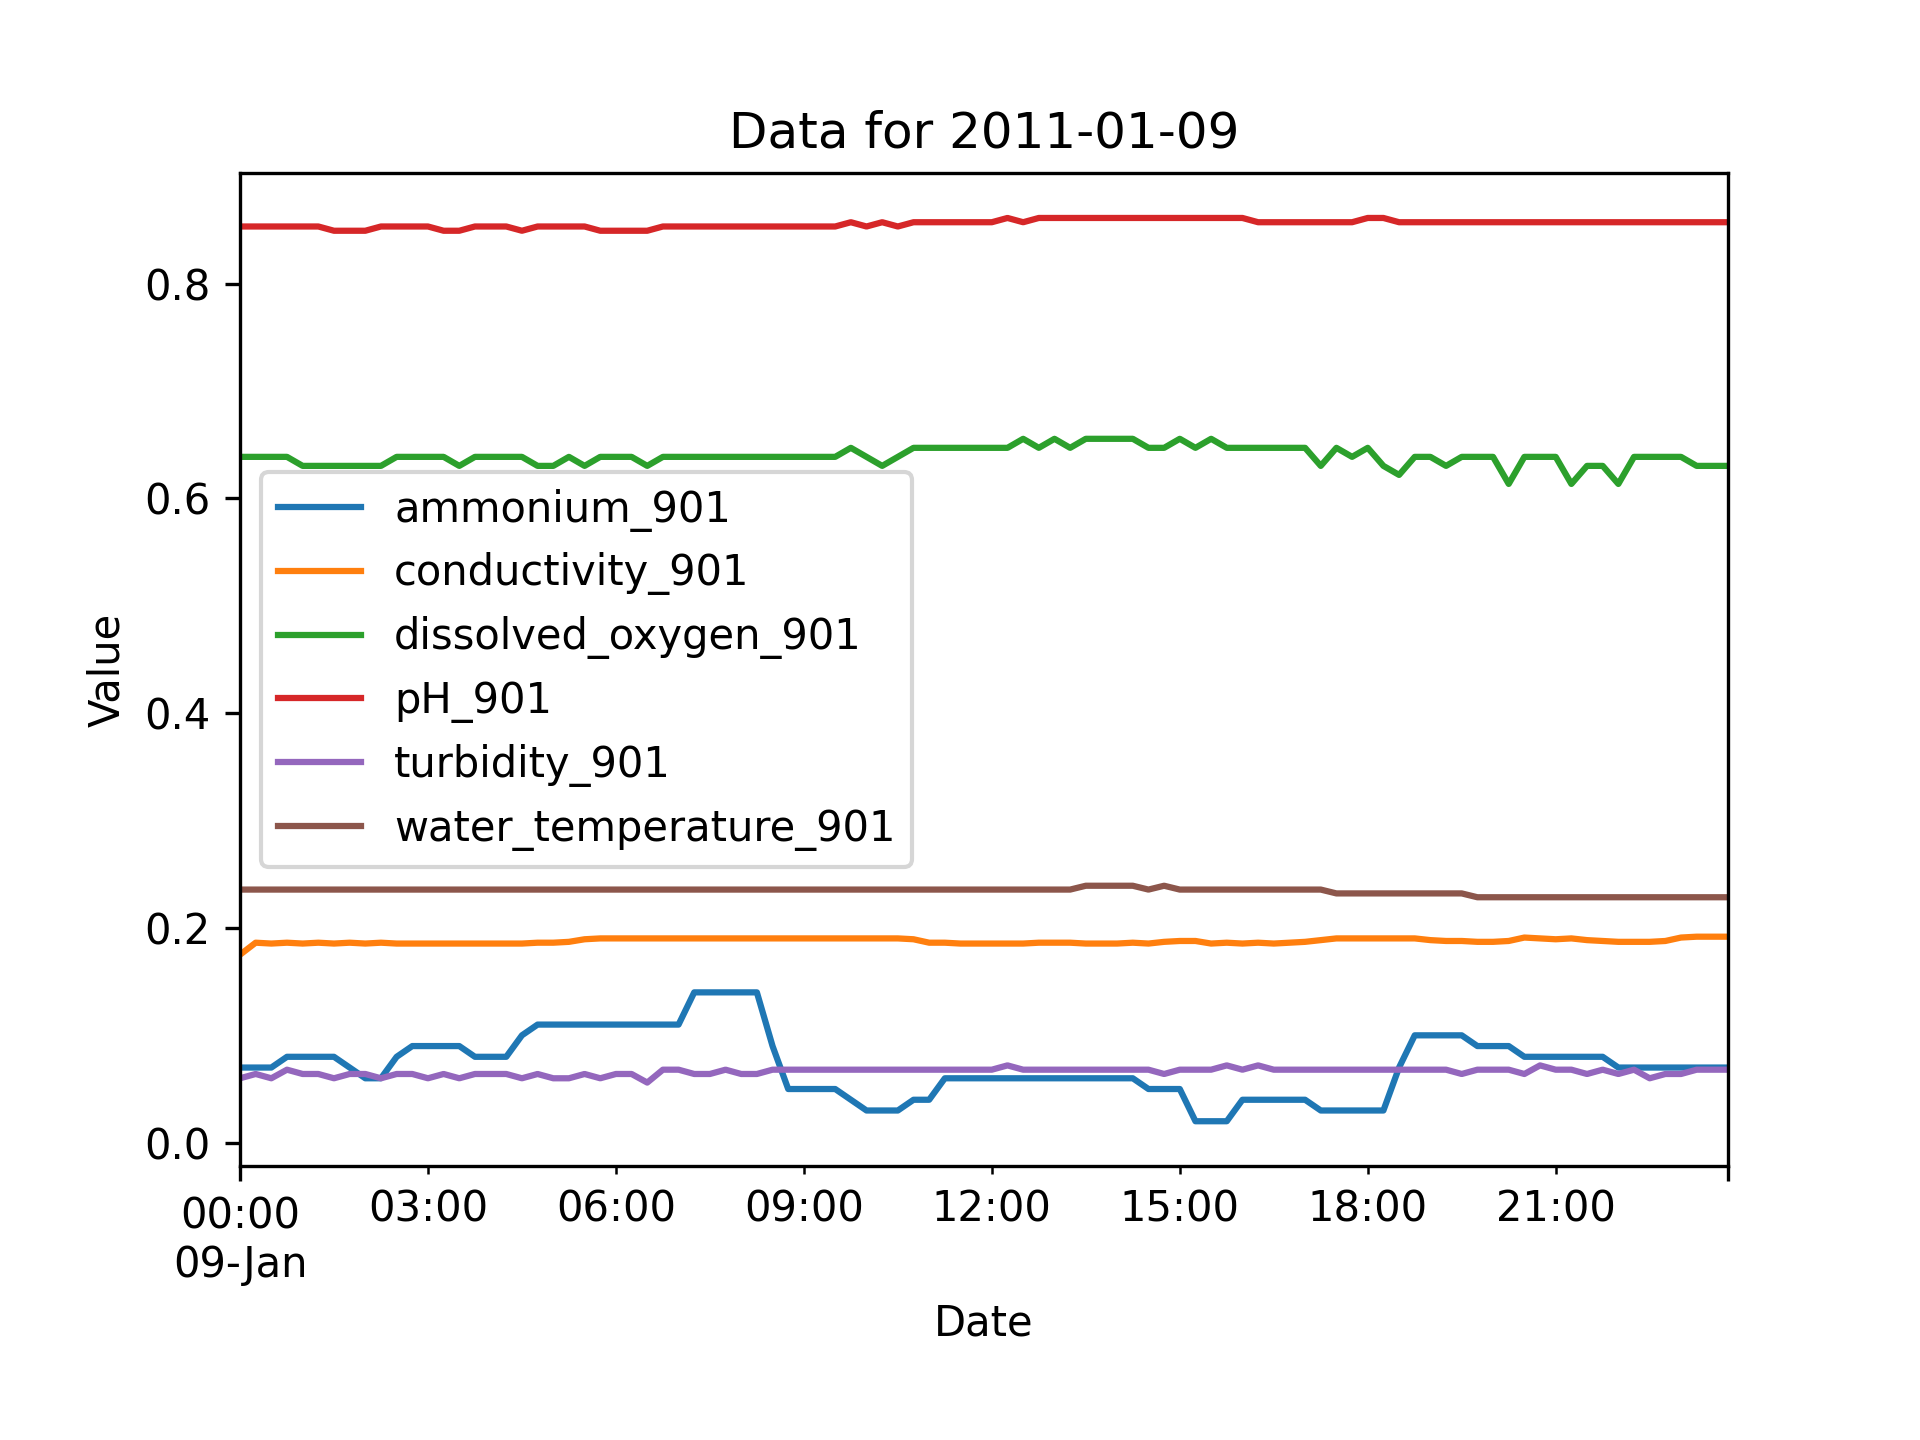 Data for 2011-01-09
Value
0.8
0.6
0.4
0.2
0.0
ammonium_901
conductivity_901
dissolved_oxygen_901
pH_901
turbidity_901
water_temperature_901
00:00 03:00 06:00 09:00 12:00 15:00 18:00 21:00
09-Jan
Date